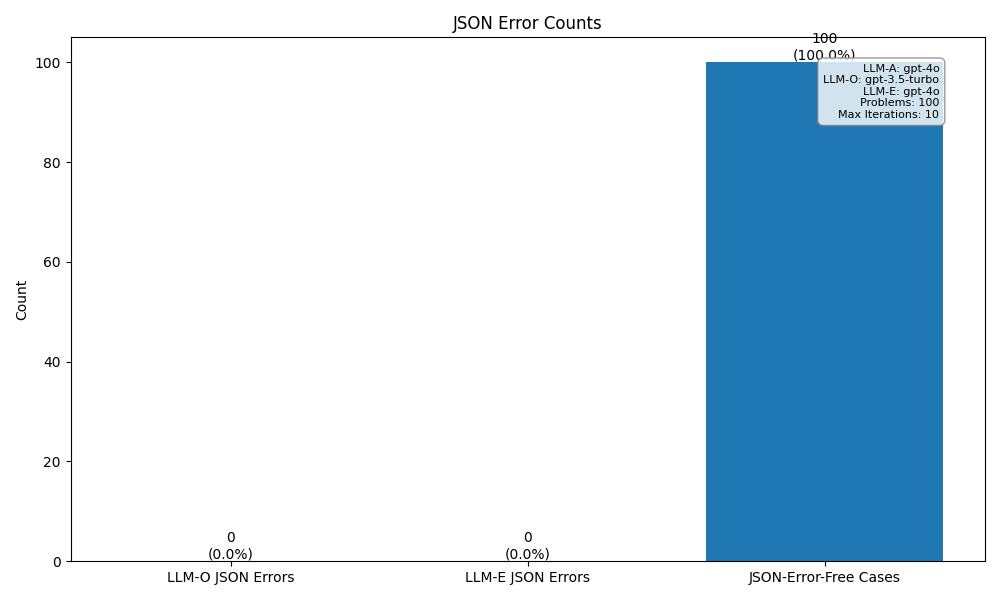 JSON Error Counts
100
(100.0%)
LLM-A: gpt-4o
LLM-O: gpt-3.5-turbo
LLM-E: gpt-4o
Problems: 100
Max Iterations: 10
100
80
60
40
20
0
Count
0
(0.0%)
0
(0.0%)
LLM-O JSON Errors
LLM-E JSON Errors
JSON-Error-Free Cases